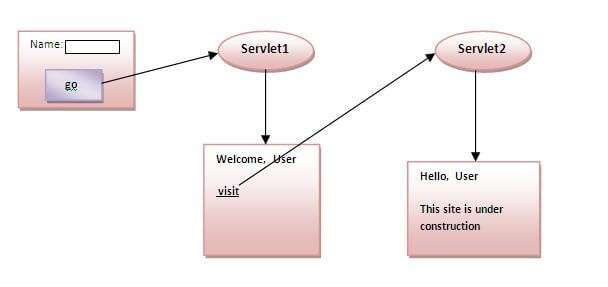 Name:
go
Servlet1
Servlet2
Welcome, User
visit
Hello, User
This site is under
construction